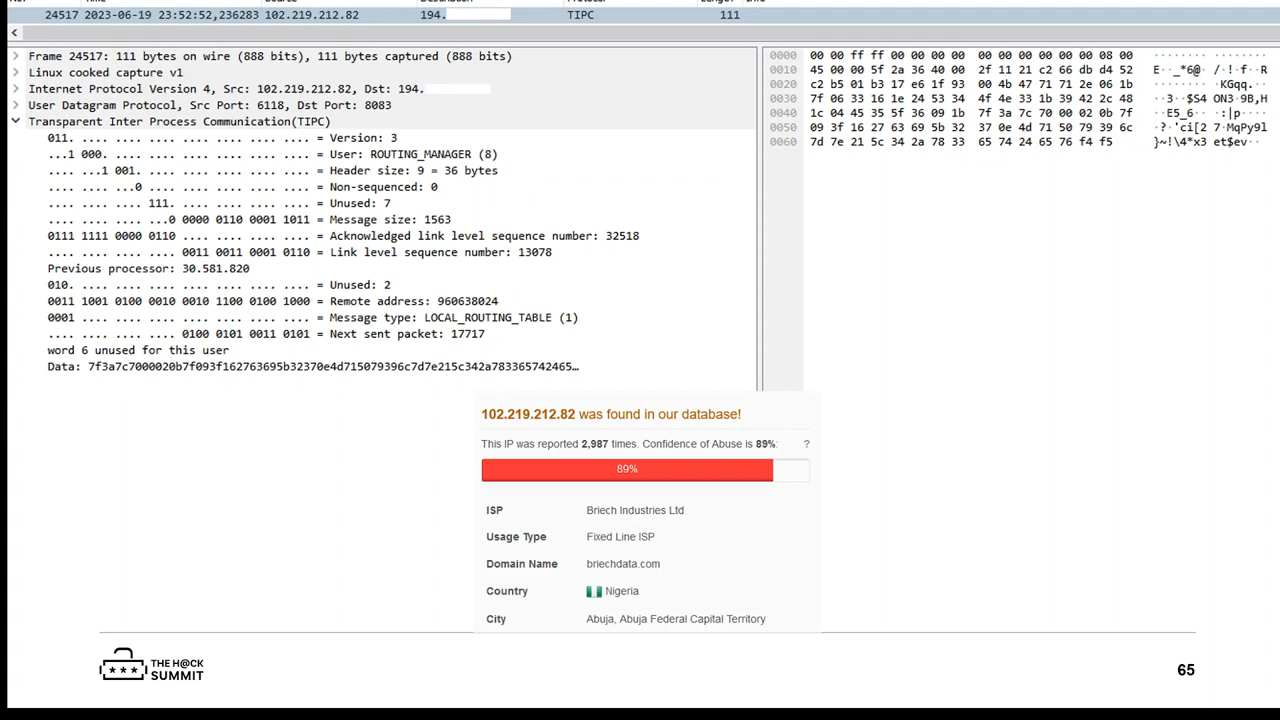 24517 2023-06-19 23:52:52,236283 102.219.212.82 194. TIPC 111
Frame 24517: 111 bytes on wire (888 bits), 111 bytes captured (888 bits)
Linux cooked capture v1
Internet Protocol Version 4, Src: 102.219.212.82, Dst: 194.
User Datagram Protocol, Src Port: 6118, Dst Port: 8083
Transparent Inter Process Communication(TIPC)
011. .... .... .... .... .... .... .... = Version: 3
...1 000. .... .... .... .... .... .... = User: ROUTING_MANAGER (8)
.... ...1 001. .... .... .... .... .... = Header size: 9 = 36 bytes
.... .... ...0 .... .... .... .... .... = Non-sequenced: 0
.... .... .... 111. .... .... .... .... = Unused: 7
.... .... .... ...0 0000 0110 0001 1011 = Message size: 1563
0111 1111 0000 0110 .... .... .... .... = Acknowledged link level sequence number: 32518
.... .... .... .... 0011 0011 0001 0110 = Link level sequence number: 13078
Previous processor: 30.581.820
010. .... .... .... .... .... .... .... = Unused: 2
0011 1001 0100 0010 0010 1100 0100 1000 = Remote address: 960638024
0001 .... .... .... .... .... .... .... = Message type: LOCAL_ROUTING_TABLE (1)
.... .... .... .... 0100 0101 0011 0101 = Next sent packet: 17717
word 6 unused for this user
Data: 7f3a7c7000020b7f093f162763695b32370e4d715079396c7d7e215c342a783365742465…
0000 00 00 ff ff 00 00 00 00 00 00 00 00 00 00 08 00 ········ ········
0010 45 00 00 5f 2a 36 40 00 2f 11 21 c2 66 db d4 52 E··_*6@· /·!·f··R
0020 c2 b5 01 b3 17 e6 1f 93 00 4b 47 71 71 2e 06 1b ········ ·KGqq.··
0030 7f 06 33 16 1e 24 53 34 4f 4e 33 1b 39 42 2c 48 ··3··$S4 ON3·9B,H
0040 1c 04 45 35 5f 36 09 1b 7f 3a 7c 70 00 02 0b 7f ··E5_6·· ·:|p····
0050 09 3f 16 27 63 69 5b 32 37 0e 4d 71 50 79 39 6c ·?·'ci[2 7·MqPy9l
0060 7d 7e 21 5c 34 2a 78 33 65 74 24 65 76 f4 f5 }~!\4*x3 et$ev··
102.219.212.82 was found in our database!
This IP was reported 2,987 times. Confidence of Abuse is 89%: ?
89%
ISP Briech Industries Ltd
Usage Type Fixed Line ISP
Domain Name briechdata.com
Country Nigeria
City Abuja, Abuja Federal Capital Territory
THE H@CK
SUMMIT
65